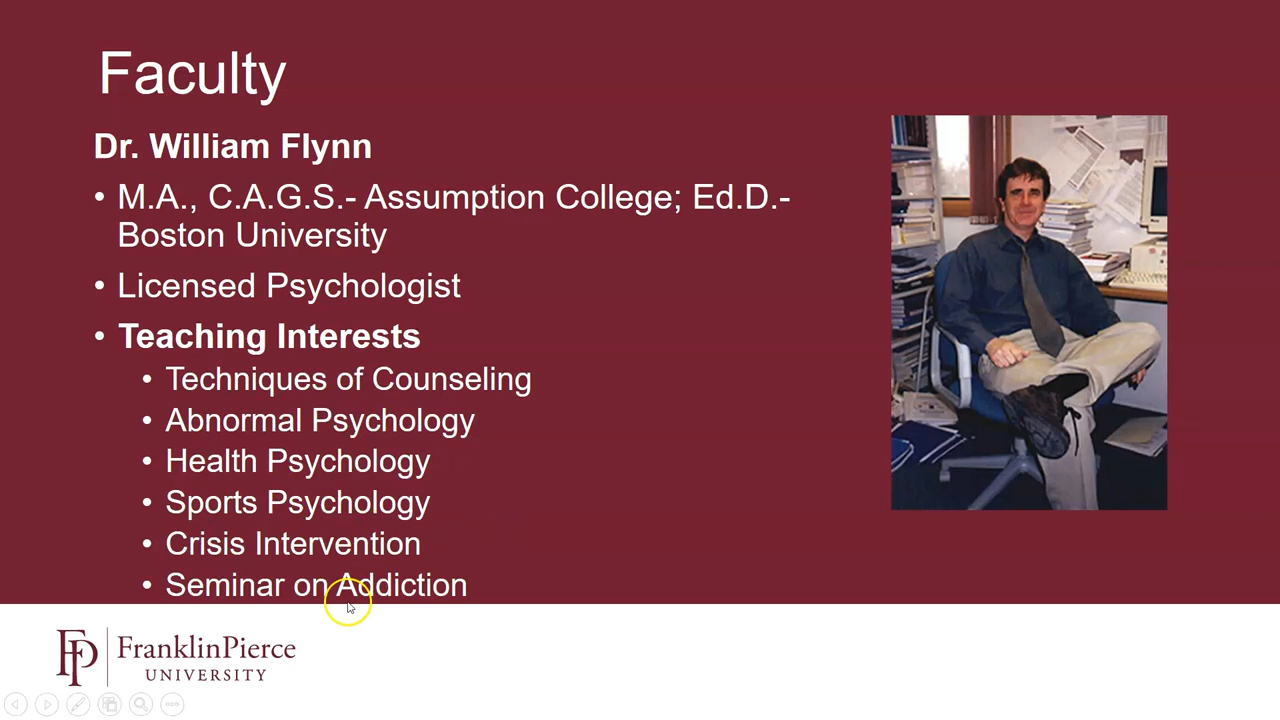 Faculty
Dr. William Flynn
• M.A., C.A.G.S.- Assumption College; Ed.D.-
Boston University
• Licensed Psychologist
• Teaching Interests
• Techniques of Counseling
• Abnormal Psychology
• Health Psychology
• Sports Psychology
• Crisis Intervention
• Seminar on Addiction
FP FranklinPierce
UNIVERSITY